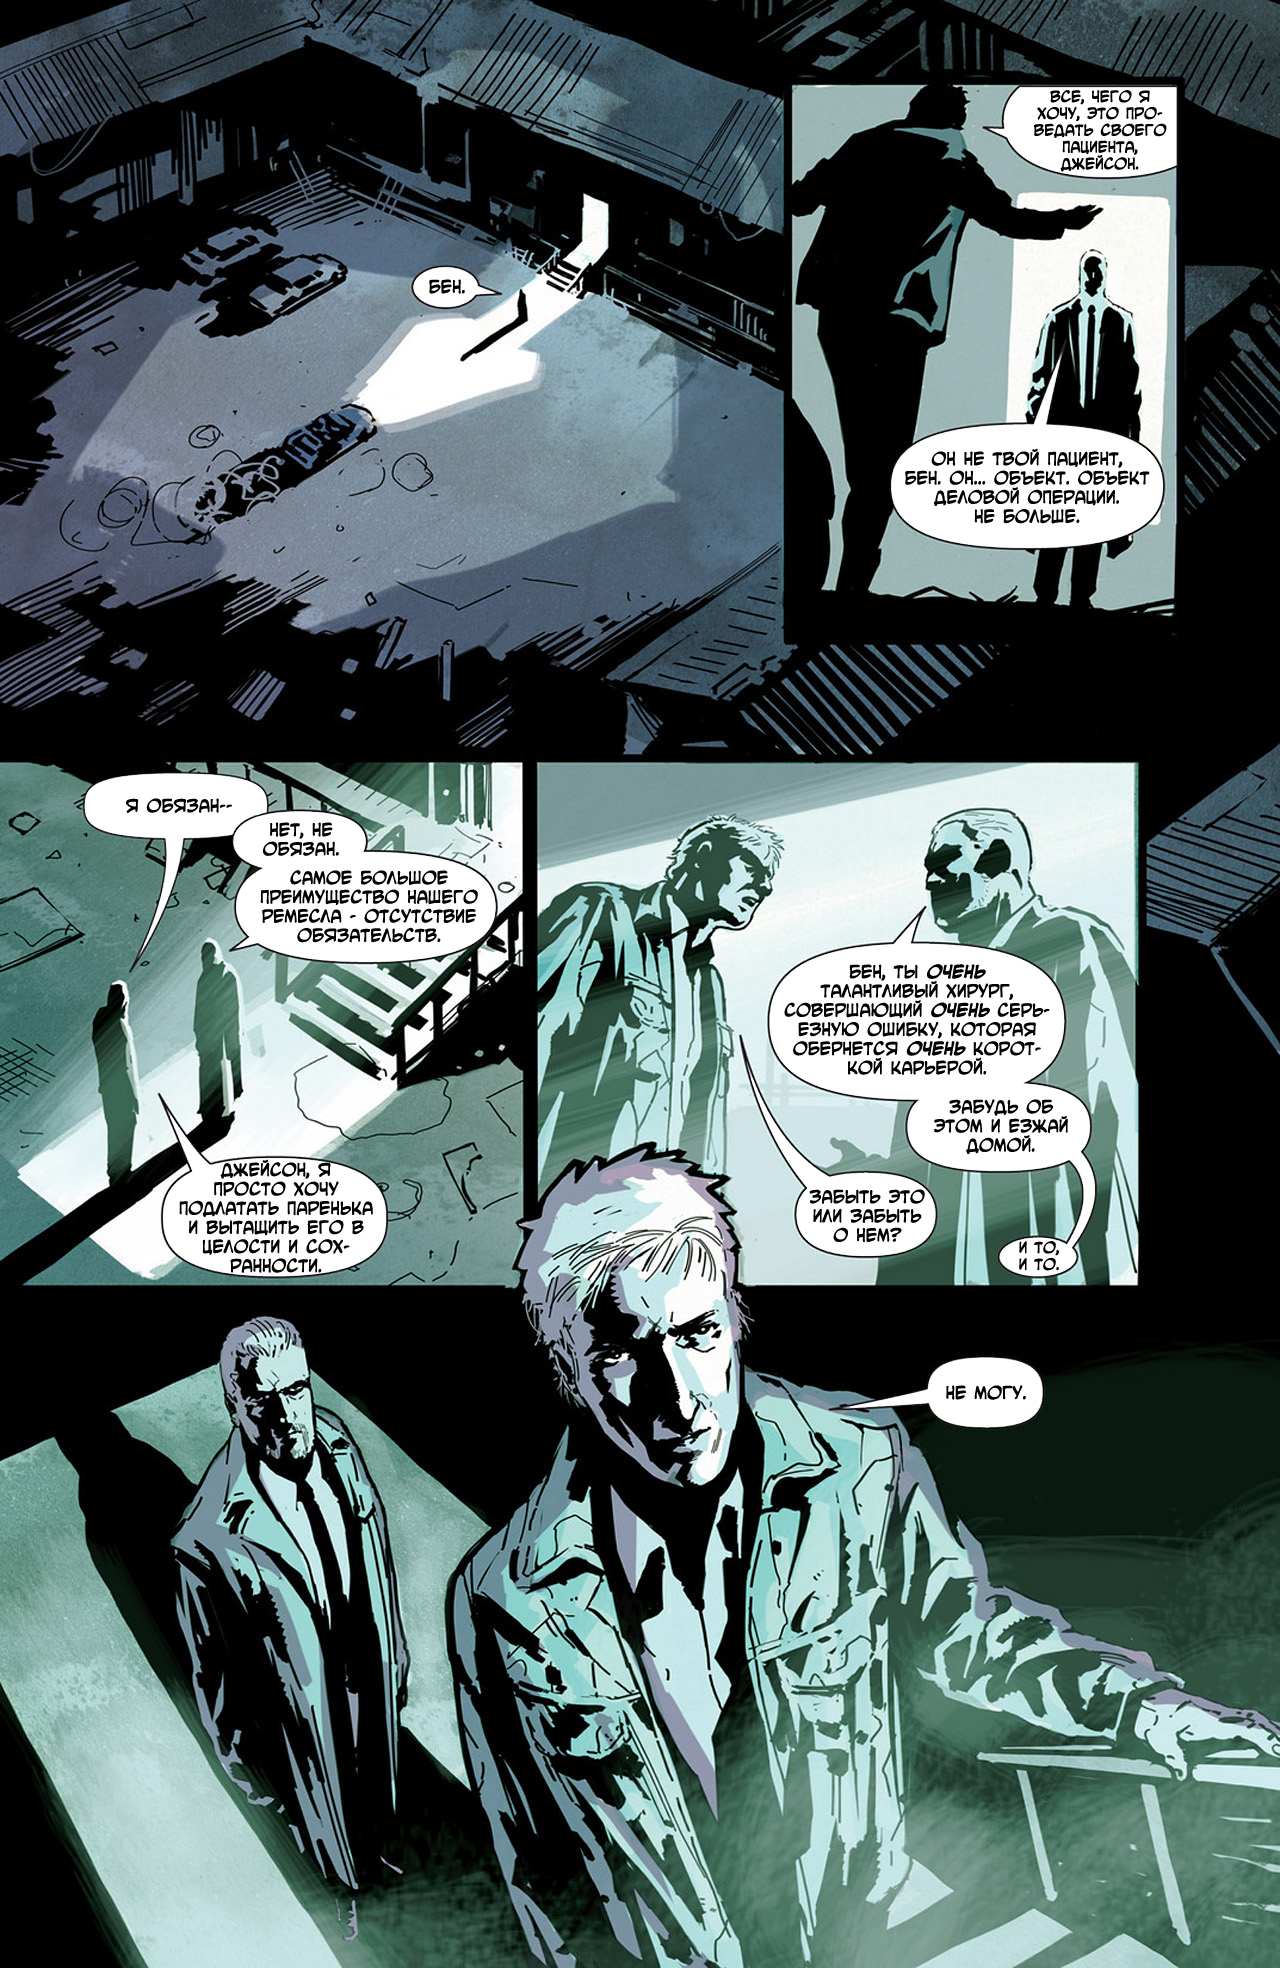 БЕН.
ВСЕ, ЧЕГО Я
ХОЧУ, ЭТО ПРО-
ВЕДАТЬ СВОЕГО
ПАЦИЕНТА,
ДЖЕЙСОН.
ОН НЕ ТВОЙ ПАЦИЕНТ,
БЕН. ОН... ОБЪЕКТ. ОБЪЕКТ
ДЕЛОВОЙ ОПЕРАЦИИ.
НЕ БОЛЬШЕ.
Я ОБЯЗАН--
НЕТ, НЕ
ОБЯЗАН.
САМОЕ БОЛЬШОЕ
ПРЕИМУЩЕСТВО НАШЕГО
РЕМЕСЛА - ОТСУТСТВИЕ
ОБЯЗАТЕЛЬСТВ.
ДЖЕЙСОН, Я
ПРОСТО ХОЧУ
ПОДЛАТАТЬ ПАРЕНЬКА
И ВЫТАЩИТЬ ЕГО В
ЦЕЛОСТИ И СОХ-
РАННОСТИ.
БЕН, ТЫ ОЧЕНЬ
ТАЛАНТЛИВЫЙ ХИРУРГ,
СОВЕРШАЮЩИЙ ОЧЕНЬ СЕРЬ-
ЕЗНУЮ ОШИБКУ, КОТОРАЯ
ОБЕРНЕТСЯ ОЧЕНЬ КОРОТ-
КОЙ КАРЬЕРОЙ.
ЗАБУДЬ ОБ
ЭТОМ И ЕЗЖАЙ
ДОМОЙ.
ЗАБЫТЬ ЭТО
ИЛИ ЗАБЫТЬ
О НЕМ?
И ТО,
И ТО.
НЕ МОГУ.